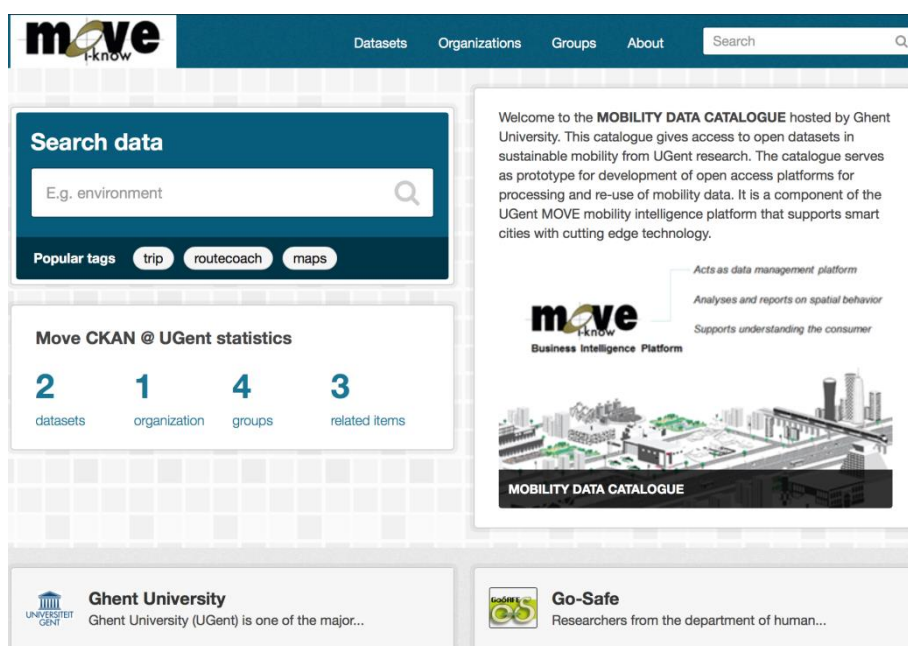 move
i-know
Datasets Organizations Groups About Search
Search data
E.g. environment
Popular tags trip routecoach maps
Move CKAN @ UGent statistics
2 1 4 3
datasets organization groups related items
Welcome to the MOBILITY DATA CATALOGUE hosted by Ghent
University. This catalogue gives access to open datasets in
sustainable mobility from UGent research. The catalogue serves
as prototype for development of open access platforms for
processing and re-use of mobility data. It is a component of the
UGent MOVE mobility intelligence platform that supports smart
cities with cutting edge technology.
Acts as data management platform
Analyses and reports on spatial behavior
Supports understanding the consumer
move
i-know
Business Intelligence Platform
MOBILITY DATA CATALOGUE
UNIVERSITEIT
GENT
Ghent University
Ghent University (UGent) is one of the major...
GoSAFE
GS
Go-Safe
Researchers from the department of human...